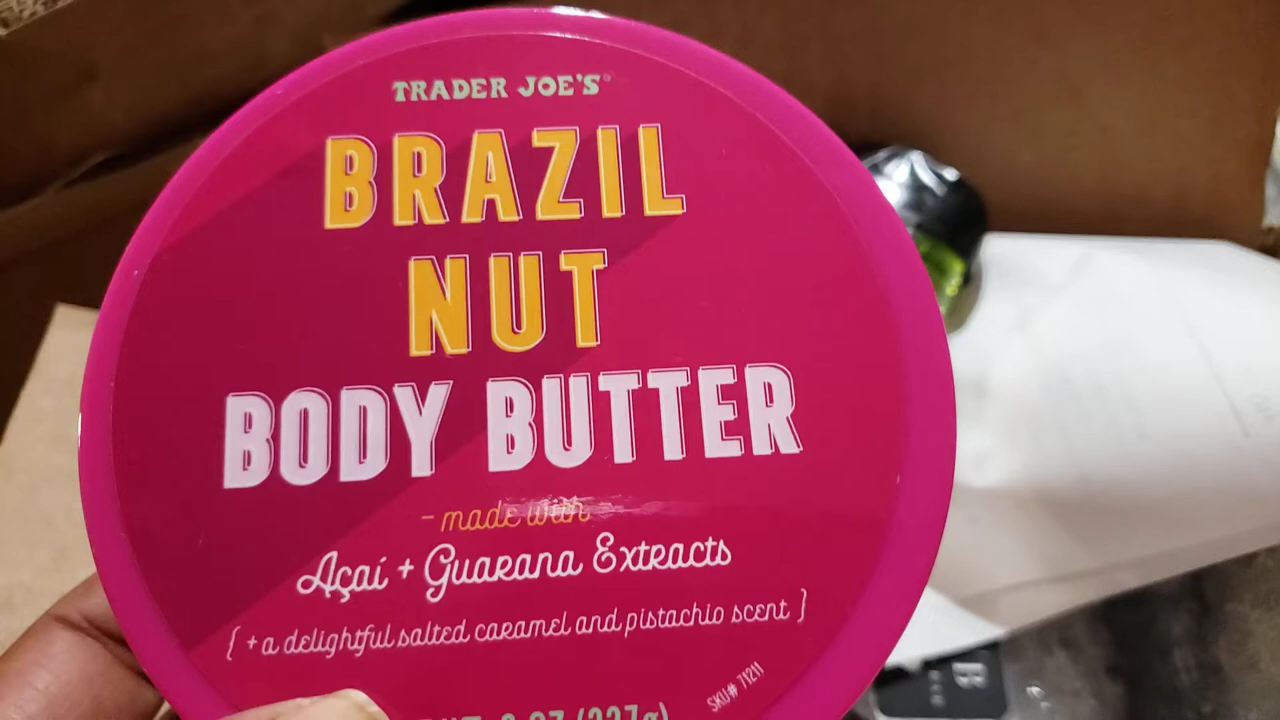 TRADER JOE'S®
BRAZIL
NUT
BODY BUTTER
- made with -
Açaí + Guarana Extracts
{ + a delightful salted caramel and pistachio scent }
SKU# 71211
(227g)
B